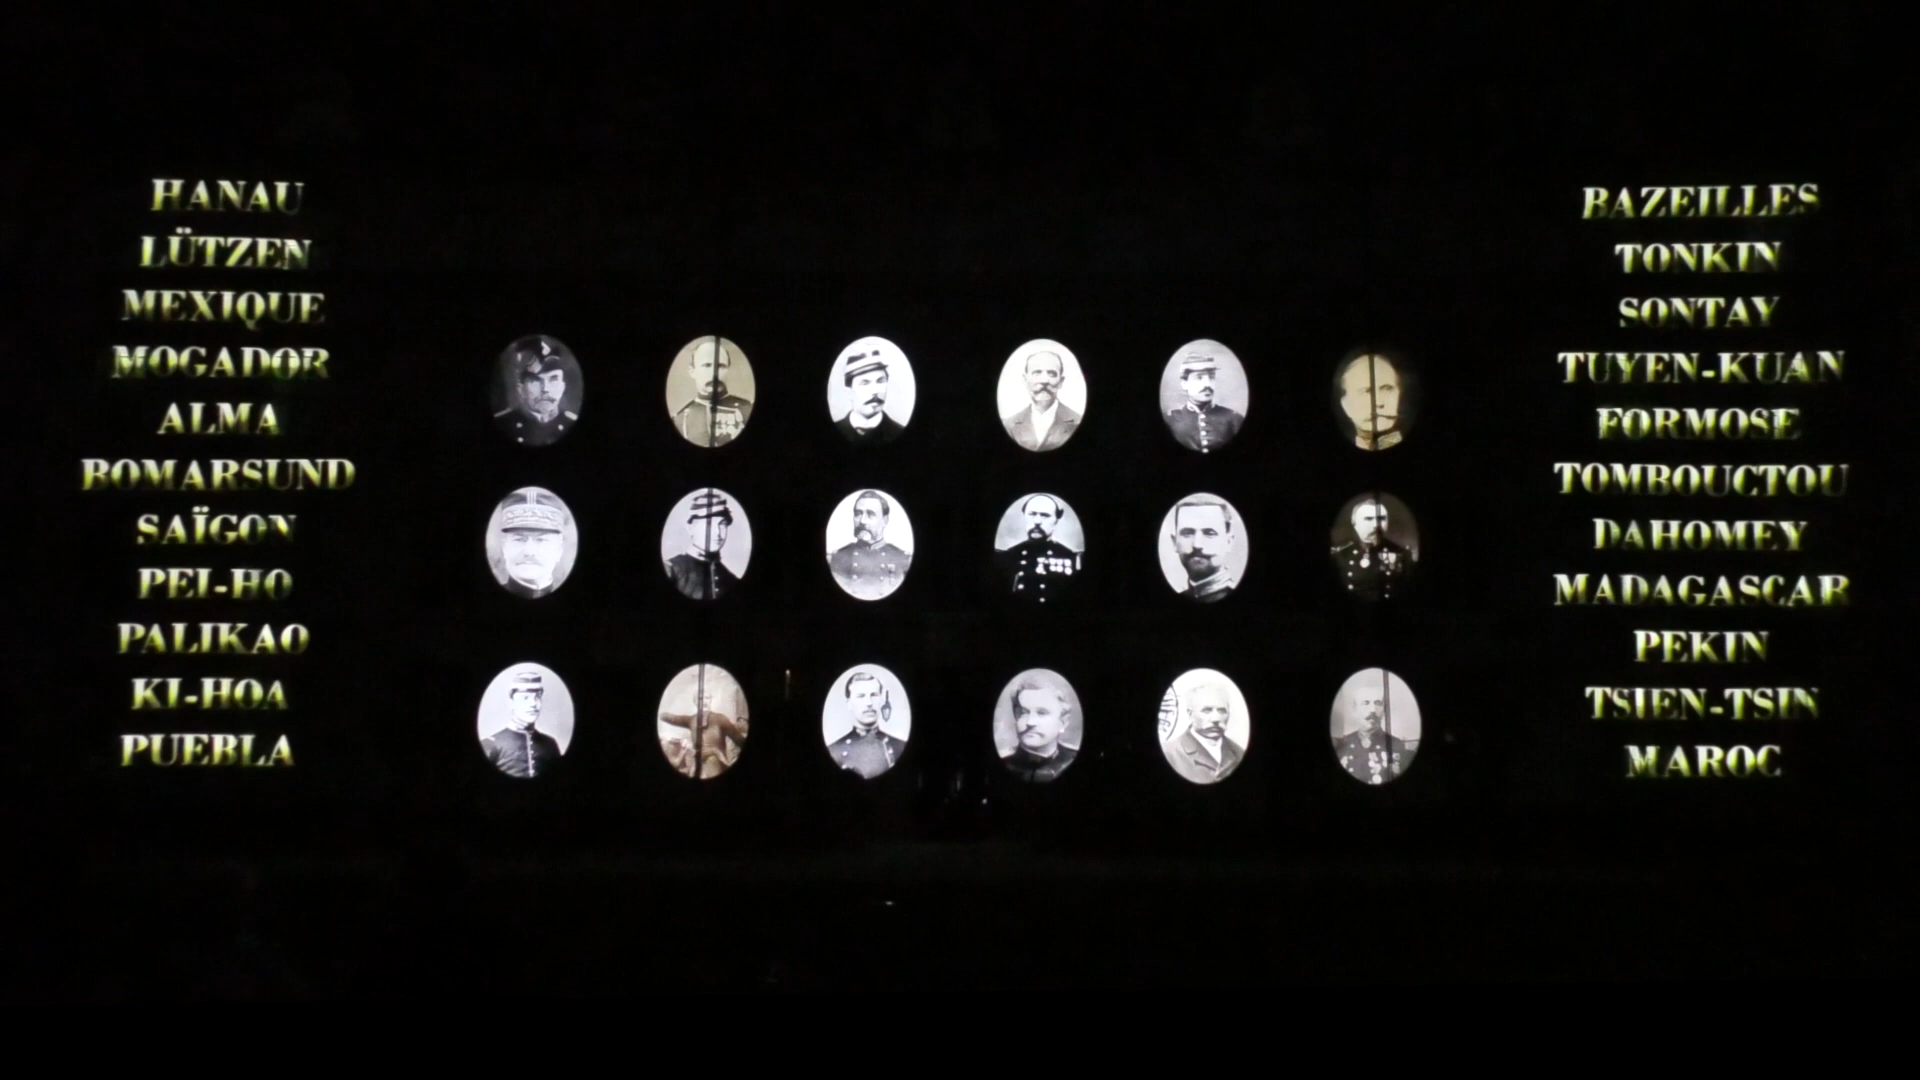 HANAU
LÜTZEN
MEXIQUE
MOGADOR
ALMA
BOMARSUND
SAÏGON
PEI-HO
PALIKAO
KI-HOA
PUEBLA
BAZEILLES
TONKIN
SONTAY
TUYEN-KUAN
FORMOSE
TOMBOUCTOU
DAHOMEY
MADAGASCAR
PEKIN
TSIEN-TSIN
MAROC